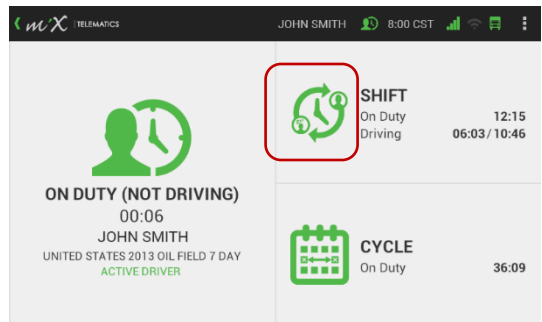 miX TELEMATICS
JOHN SMITH 8:00 CST
ON DUTY (NOT DRIVING)
00:06
JOHN SMITH
UNITED STATES 2013 OIL FIELD 7 DAY
ACTIVE DRIVER
SHIFT
On Duty 12:15
Driving 06:03/10:46
CYCLE
On Duty 36:09